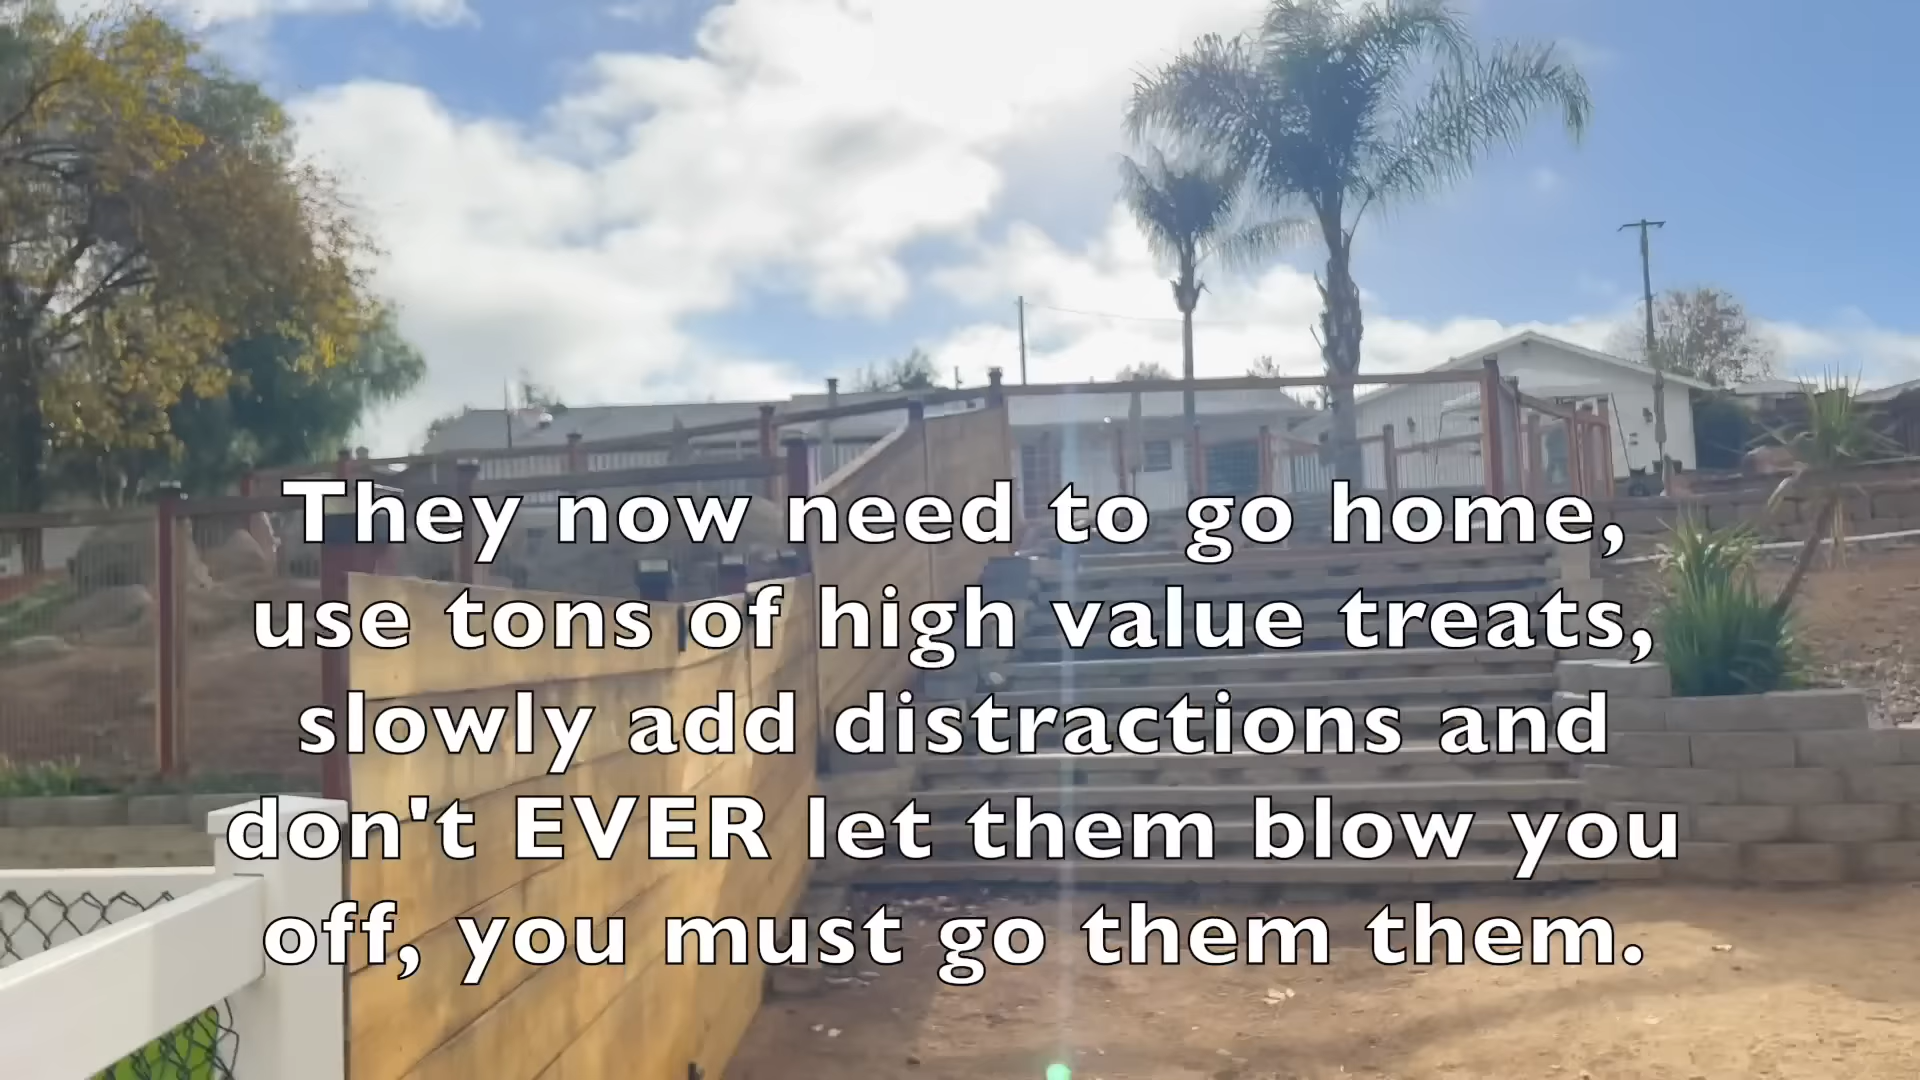 They now need to go home,
use tons of high value treats,
slowly add distractions and
don't EVER let them blow you
off, you must go them them.